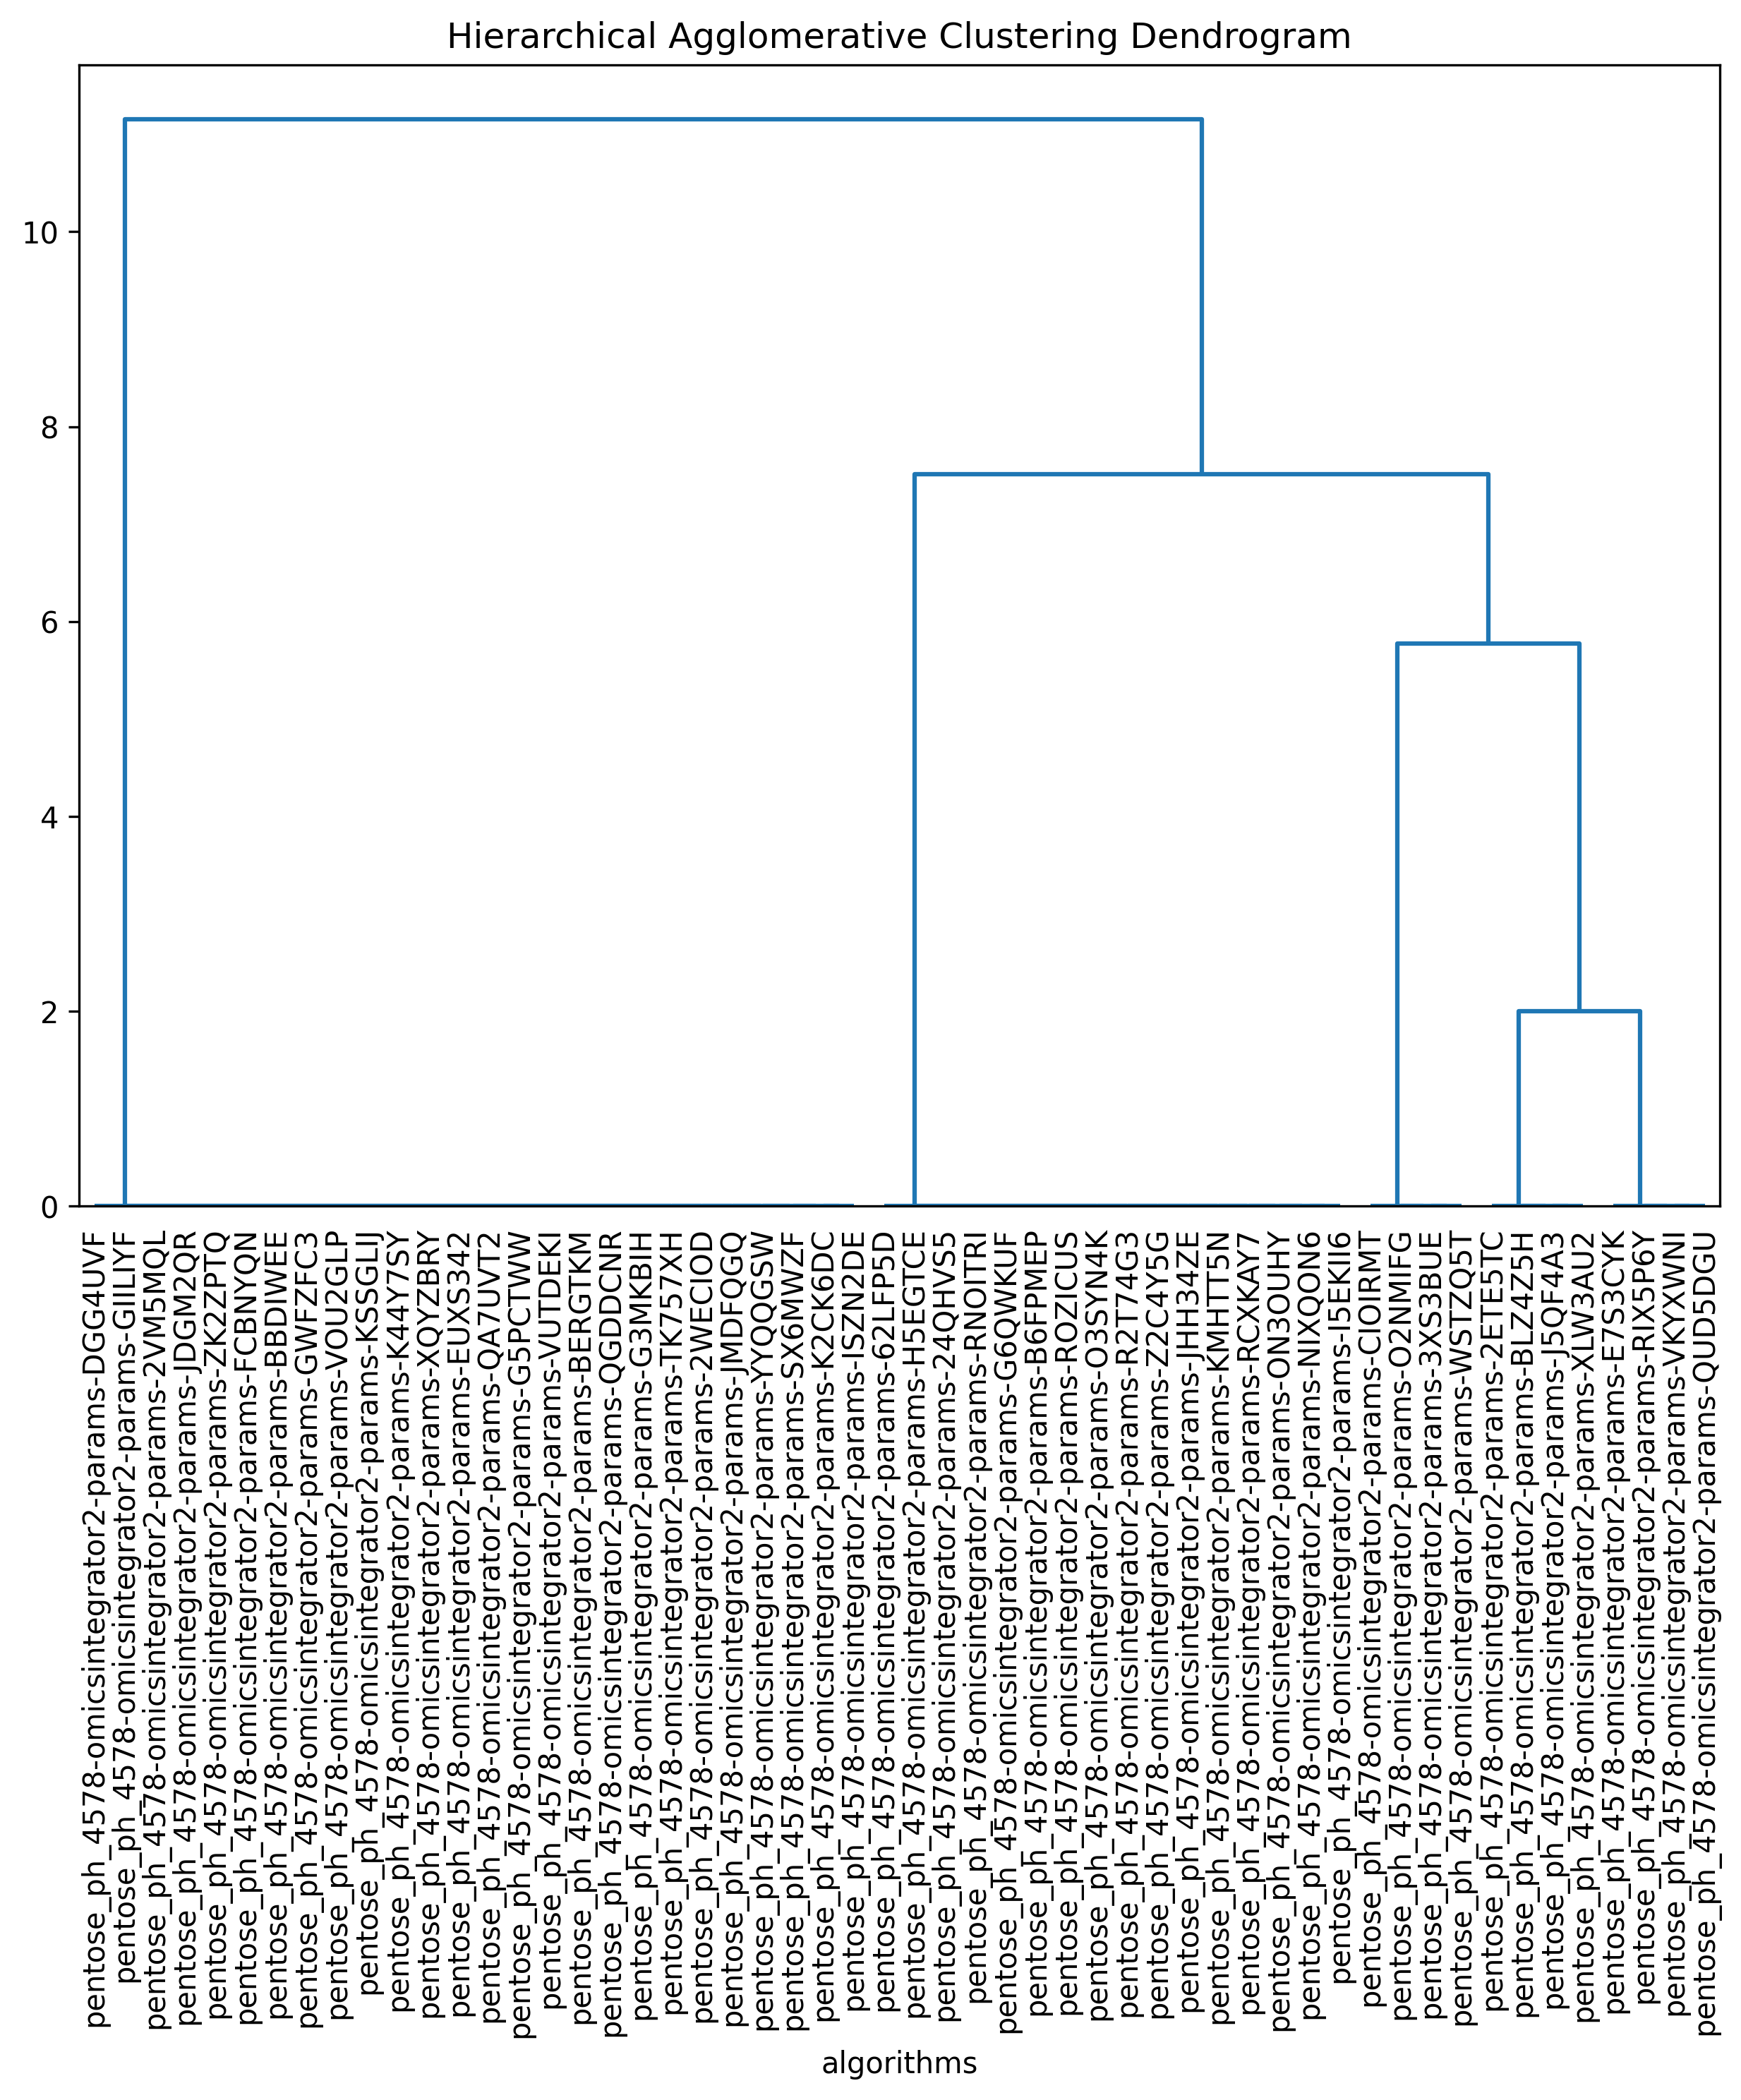 Hierarchical Agglomerative Clustering Dendrogram
10
8
6
4
2
0
pentose_ph_4578-omicsintegrator2-params-DGG4UVF
pentose_ph_4578-omicsintegrator2-params-GIILIYF
pentose_ph_4578-omicsintegrator2-params-2VM5MQL
pentose_ph_4578-omicsintegrator2-params-JDGM2QR
pentose_ph_4578-omicsintegrator2-params-ZK2ZPTQ
pentose_ph_4578-omicsintegrator2-params-FCBNYQN
pentose_ph_4578-omicsintegrator2-params-BBDIWEE
pentose_ph_4578-omicsintegrator2-params-GWFZFC3
pentose_ph_4578-omicsintegrator2-params-VOU2GLP
pentose_ph_4578-omicsintegrator2-params-KSSGLIJ
pentose_ph_4578-omicsintegrator2-params-K44Y7SY
pentose_ph_4578-omicsintegrator2-params-XQYZBRY
pentose_ph_4578-omicsintegrator2-params-EUXS342
pentose_ph_4578-omicsintegrator2-params-QA7UVT2
pentose_ph_4578-omicsintegrator2-params-G5PCTWW
pentose_ph_4578-omicsintegrator2-params-VUTDEKI
pentose_ph_4578-omicsintegrator2-params-BERGTKM
pentose_ph_4578-omicsintegrator2-params-QGDDCNR
pentose_ph_4578-omicsintegrator2-params-G3MKBIH
pentose_ph_4578-omicsintegrator2-params-TK757XH
pentose_ph_4578-omicsintegrator2-params-2WECIOD
pentose_ph_4578-omicsintegrator2-params-JMDFQGQ
pentose_ph_4578-omicsintegrator2-params-YYQQGSW
pentose_ph_4578-omicsintegrator2-params-SX6MWZF
pentose_ph_4578-omicsintegrator2-params-K2CK6DC
pentose_ph_4578-omicsintegrator2-params-ISZN2DE
pentose_ph_4578-omicsintegrator2-params-62LFP5D
pentose_ph_4578-omicsintegrator2-params-H5EGTCE
pentose_ph_4578-omicsintegrator2-params-24QHVS5
pentose_ph_4578-omicsintegrator2-params-RNOITRI
pentose_ph_4578-omicsintegrator2-params-G6QWKUF
pentose_ph_4578-omicsintegrator2-params-B6FPMEP
pentose_ph_4578-omicsintegrator2-params-ROZICUS
pentose_ph_4578-omicsintegrator2-params-O3SYN4K
pentose_ph_4578-omicsintegrator2-params-R2T74G3
pentose_ph_4578-omicsintegrator2-params-Z2C4Y5G
pentose_ph_4578-omicsintegrator2-params-JHH34ZE
pentose_ph_4578-omicsintegrator2-params-KMHTT5N
pentose_ph_4578-omicsintegrator2-params-RCXKAY7
pentose_ph_4578-omicsintegrator2-params-ON3OUHY
pentose_ph_4578-omicsintegrator2-params-NIXQON6
pentose_ph_4578-omicsintegrator2-params-I5EKII6
pentose_ph_4578-omicsintegrator2-params-CIOIRMT
pentose_ph_4578-omicsintegrator2-params-O2NMIFG
pentose_ph_4578-omicsintegrator2-params-3XS3BUE
pentose_ph_4578-omicsintegrator2-params-WSTZQ5T
pentose_ph_4578-omicsintegrator2-params-2ETE5TC
pentose_ph_4578-omicsintegrator2-params-BLZ4Z5H
pentose_ph_4578-omicsintegrator2-params-J5QF4A3
pentose_ph_4578-omicsintegrator2-params-XLW3AU2
pentose_ph_4578-omicsintegrator2-params-E7S3CYK
pentose_ph_4578-omicsintegrator2-params-RIX5P6Y
pentose_ph_4578-omicsintegrator2-params-VKYXWNI
pentose_ph_4578-omicsintegrator2-params-QUD5DGU
algorithms